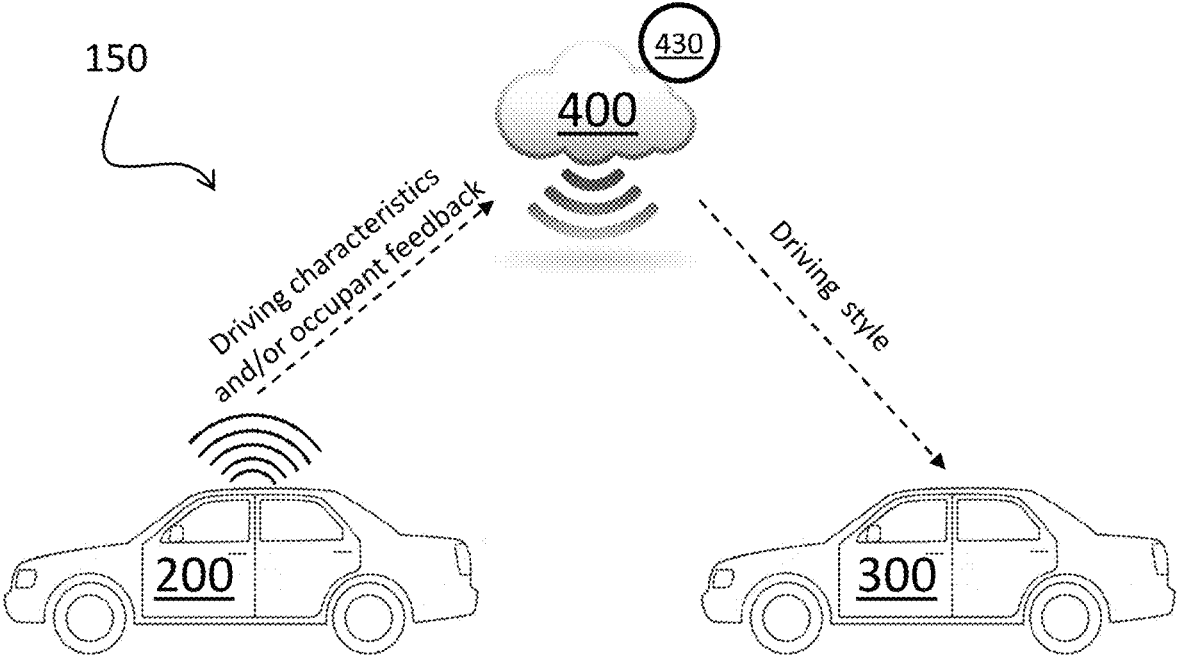 430
150
400
Driving characteristics
and/or occupant feedback
Driving style
200
300